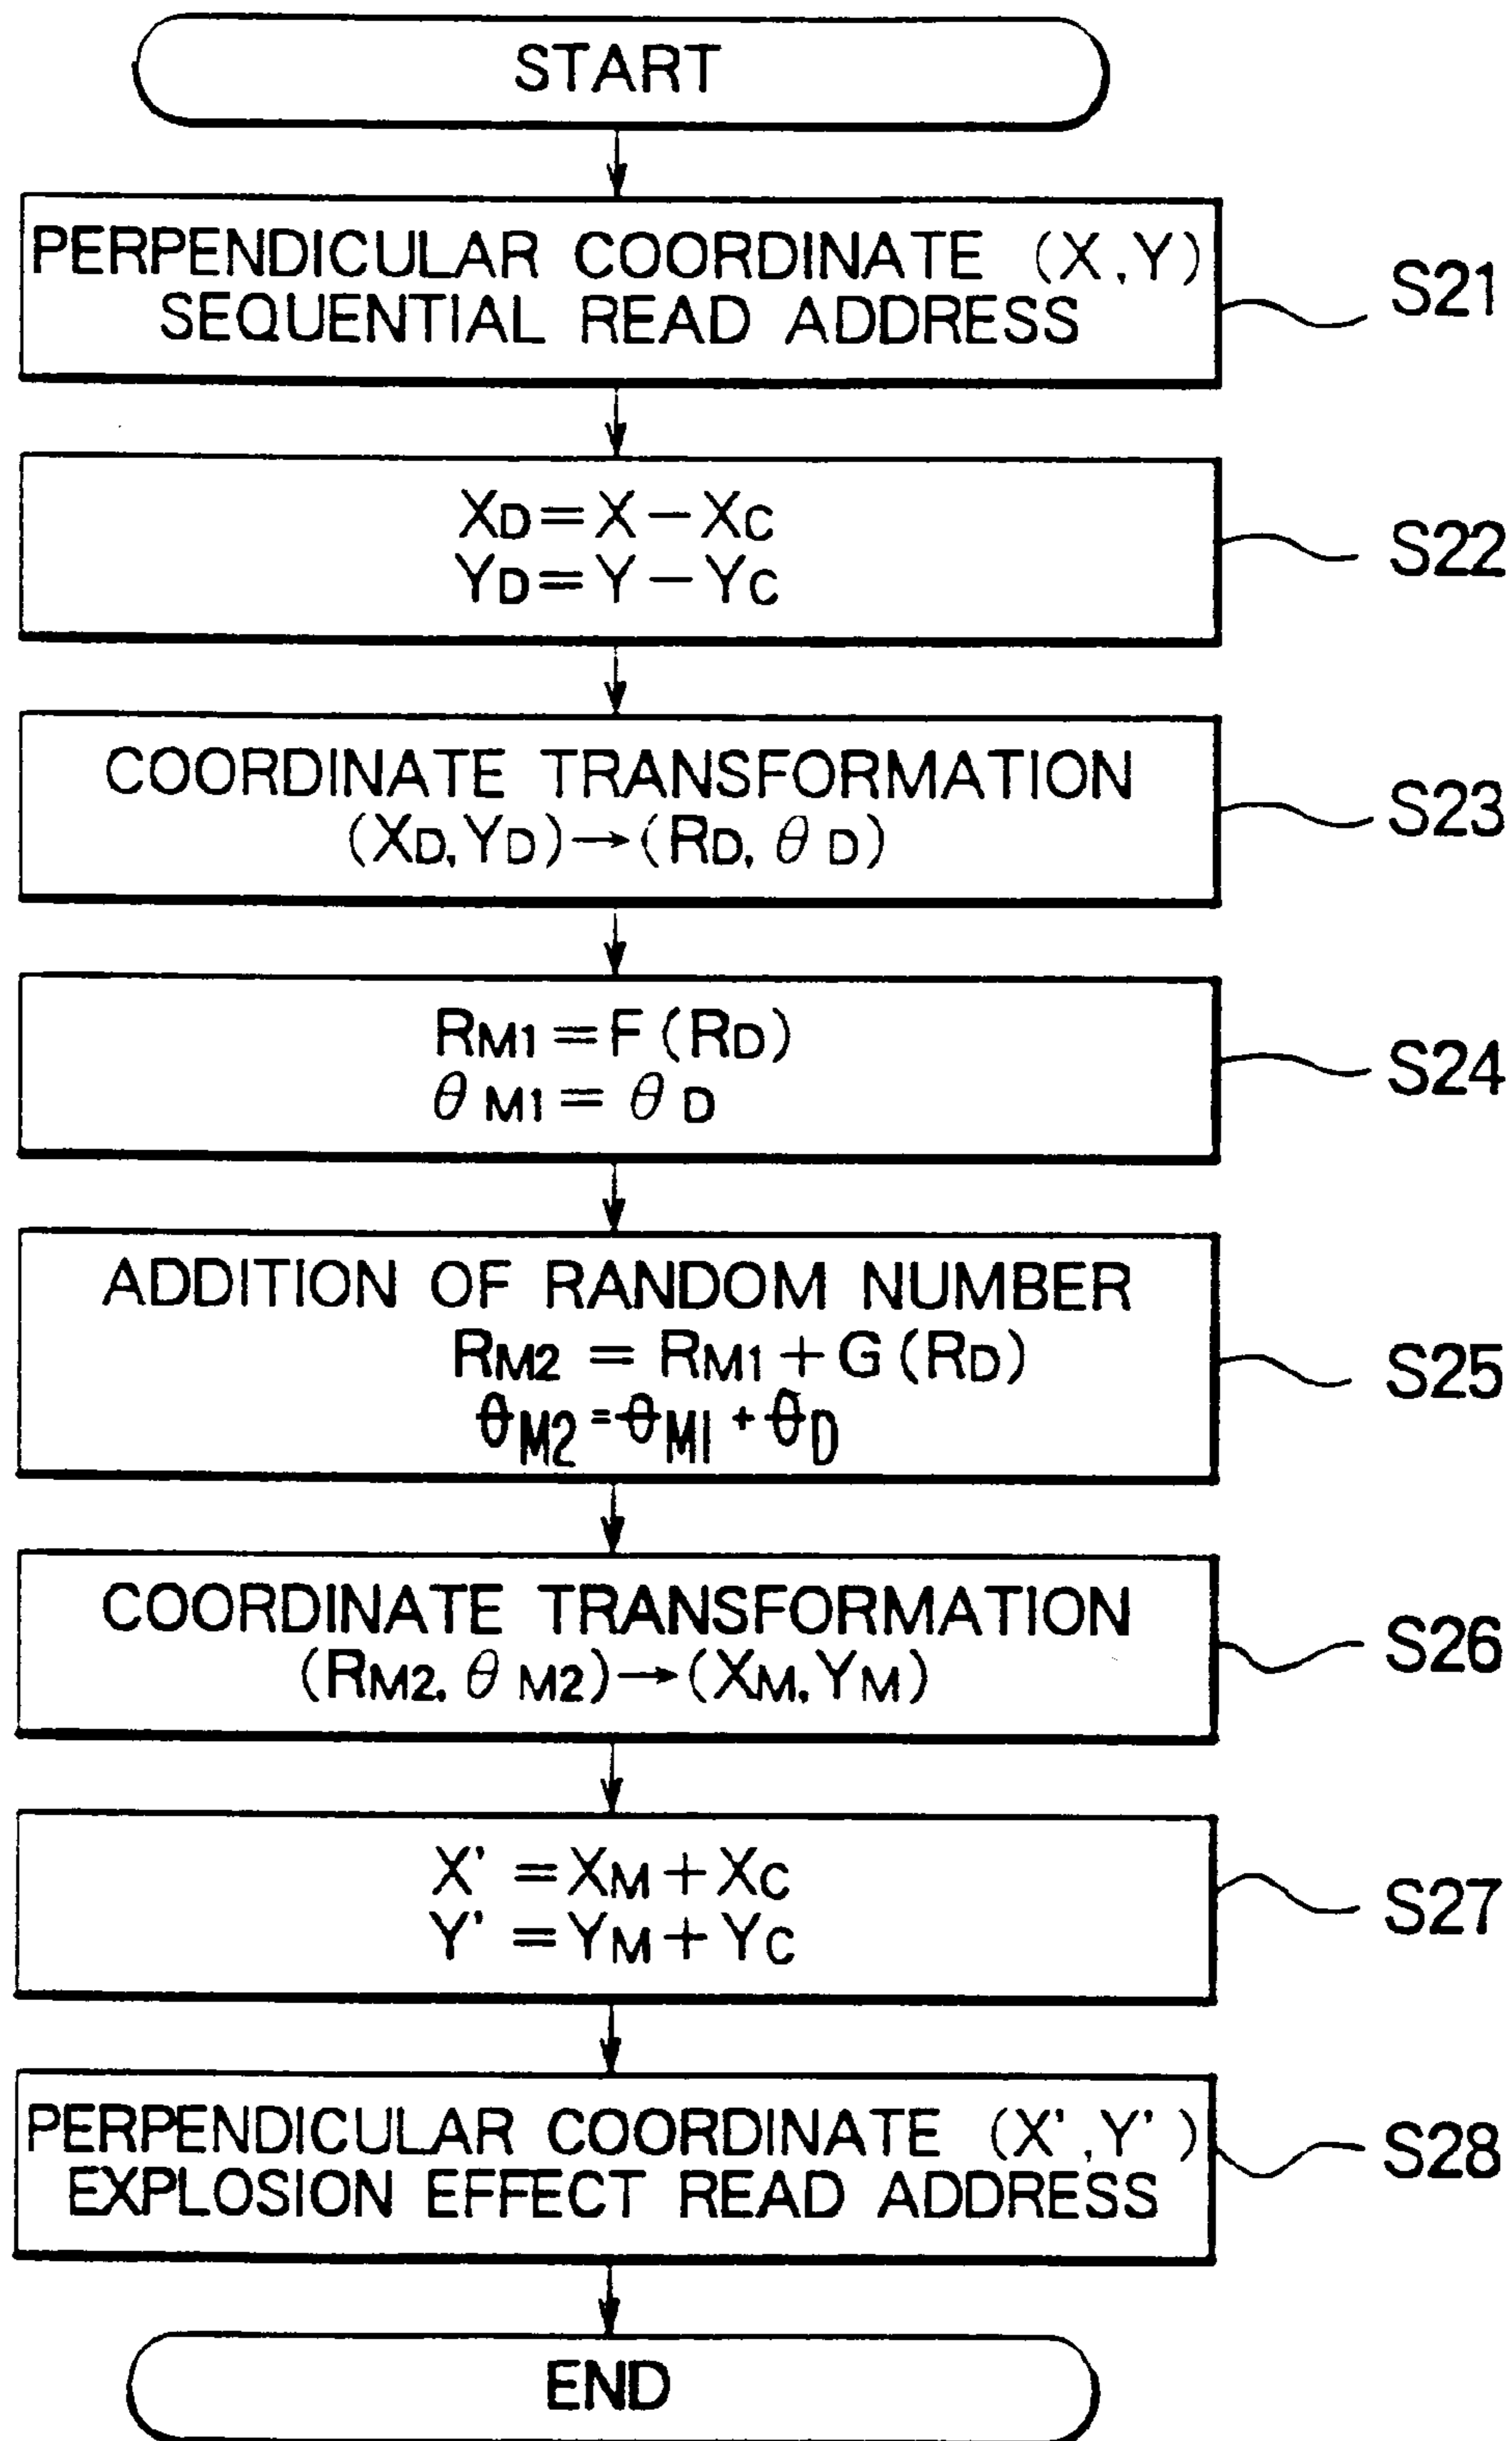 START
PERPENDICULAR COORDINATE (X,Y)
SEQUENTIAL READ ADDRESS
S21
XD=X-XC
YD=Y-YC
S22
COORDINATE TRANSFORMATION
(XD,YD)→(RD,θD)
S23
RM1=F(RD)
θM1=θD
S24
ADDITION OF RANDOM NUMBER
RM2=RM1+G(RD)
θM2=θM1+θD
S25
COORDINATE TRANSFORMATION
(RM2,θM2)→(XM,YM)
S26
X'=XM+XC
Y'=YM+YC
S27
PERPENDICULAR COORDINATE (X',Y')
EXPLOSION EFFECT READ ADDRESS
S28
END